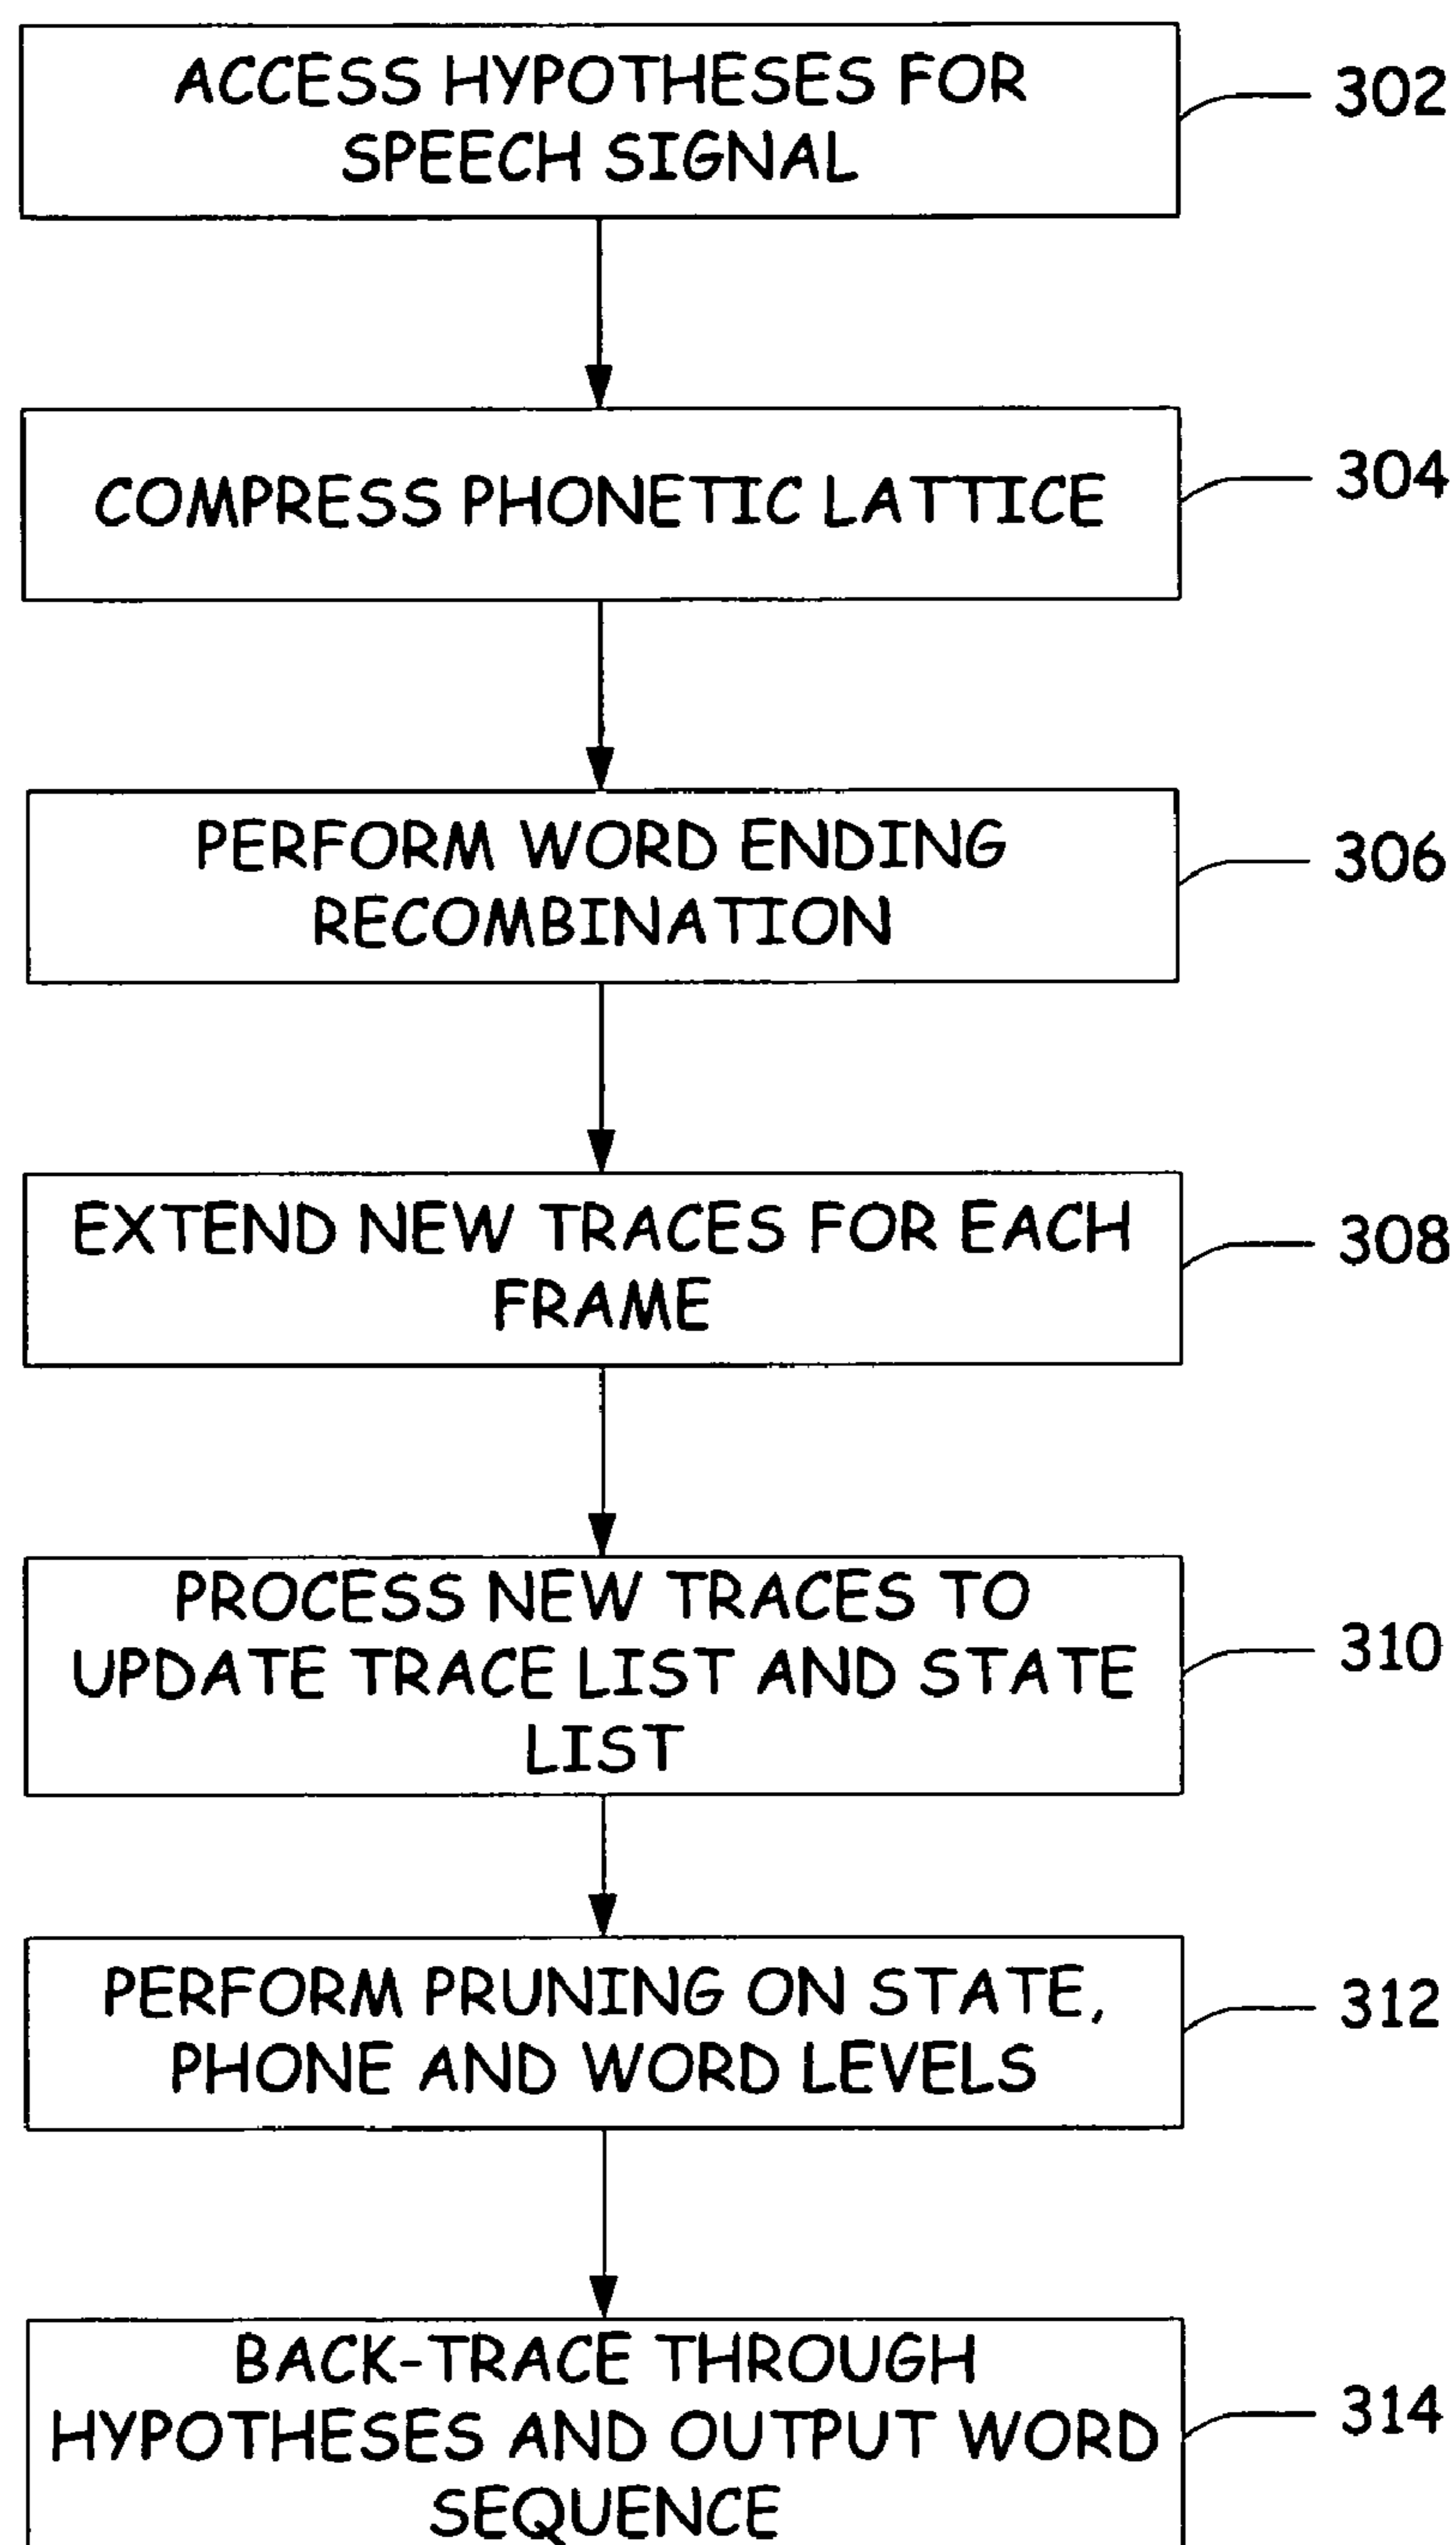 ACCESS HYPOTHESES FOR
SPEECH SIGNAL
302
COMPRESS PHONETIC LATTICE
304
PERFORM WORD ENDING
RECOMBINATION
306
EXTEND NEW TRACES FOR EACH
FRAME
308
PROCESS NEW TRACES TO
UPDATE TRACE LIST AND STATE
LIST
310
PERFORM PRUNING ON STATE,
PHONE AND WORD LEVELS
312
BACK-TRACE THROUGH
HYPOTHESES AND OUTPUT WORD
SEQUENCE
314